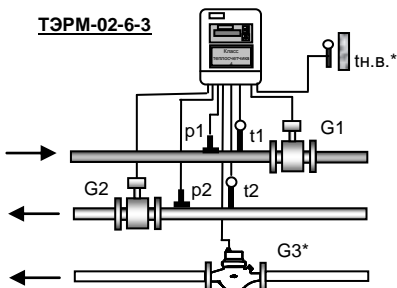 ТЭРМ-02-6-3
Класс
теплосчетчика
tн.в.*
p1
t1
G1
G2
p2
t2
G3*